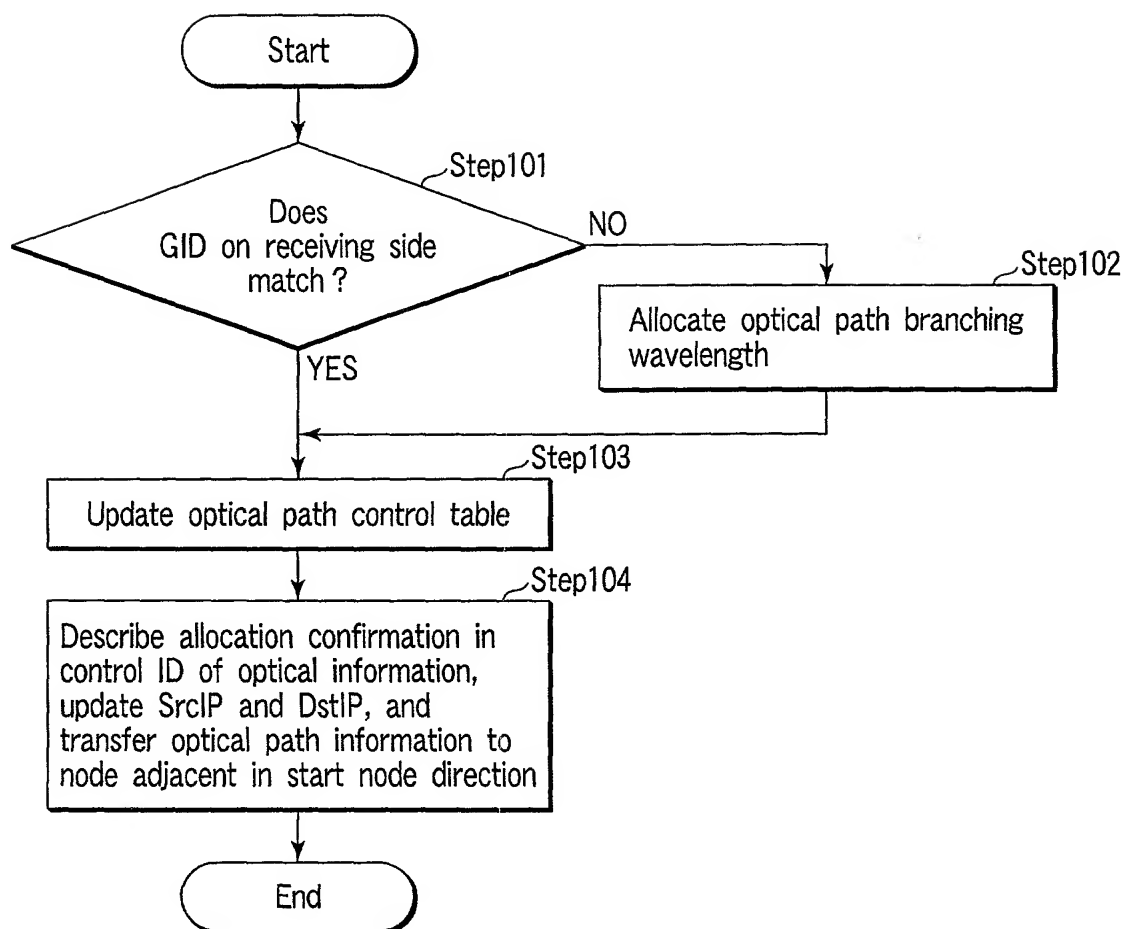 Start
Step101
Does
GID on receiving side
match ?
NO
Step102
Allocate optical path branching
wavelength
YES
Step103
Update optical path control table
Step104
Describe allocation confirmation in
control ID of optical information,
update SrcIP and DstIP, and
transfer optical path information to
node adjacent in start node direction
End